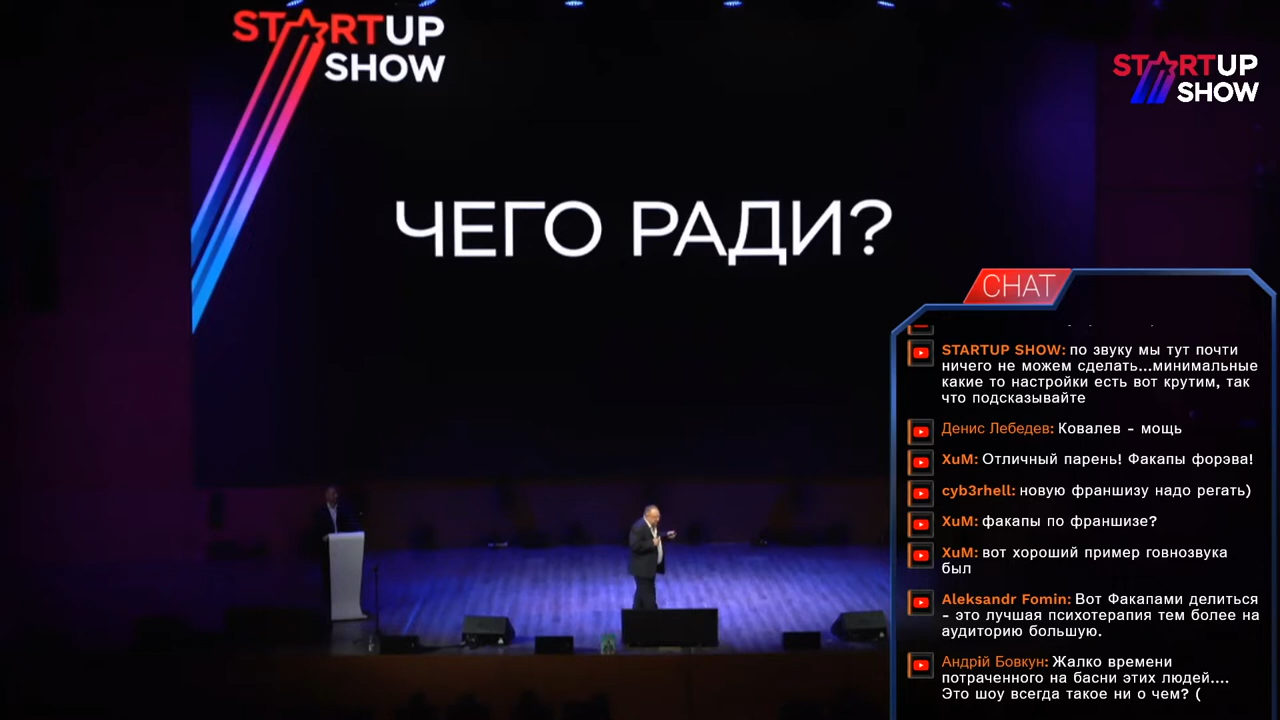 STARTUP
SHOW
STARTUP
SHOW
ЧЕГО РАДИ?
CHAT
STARTUP SHOW: по звуку мы тут почти
ничего не можем сделать...минимальные
какие то настройки есть вот крутим, так
что подсказывайте
Денис Лебедев: Ковалев - мощь
XuM: Отличный парень! Факапы форэва!
cyb3rhell: новую франшизу надо регать)
XuM: факапы по франшизе?
XuM: вот хороший пример говнозвука
был
Aleksandr Fomin: Вот Факапами делиться
- это лучшая психотерапия тем более на
аудиторию большую.
Андрій Бовкун: Жалко времени
потраченного на басни этих людей....
Это шоу всегда такое ни о чем? (